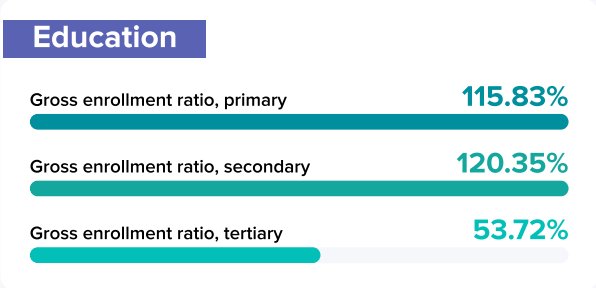 Education
Gross enrollment ratio, primary 115.83%
Gross enrollment ratio, secondary 120.35%
Gross enrollment ratio, tertiary 53.72%